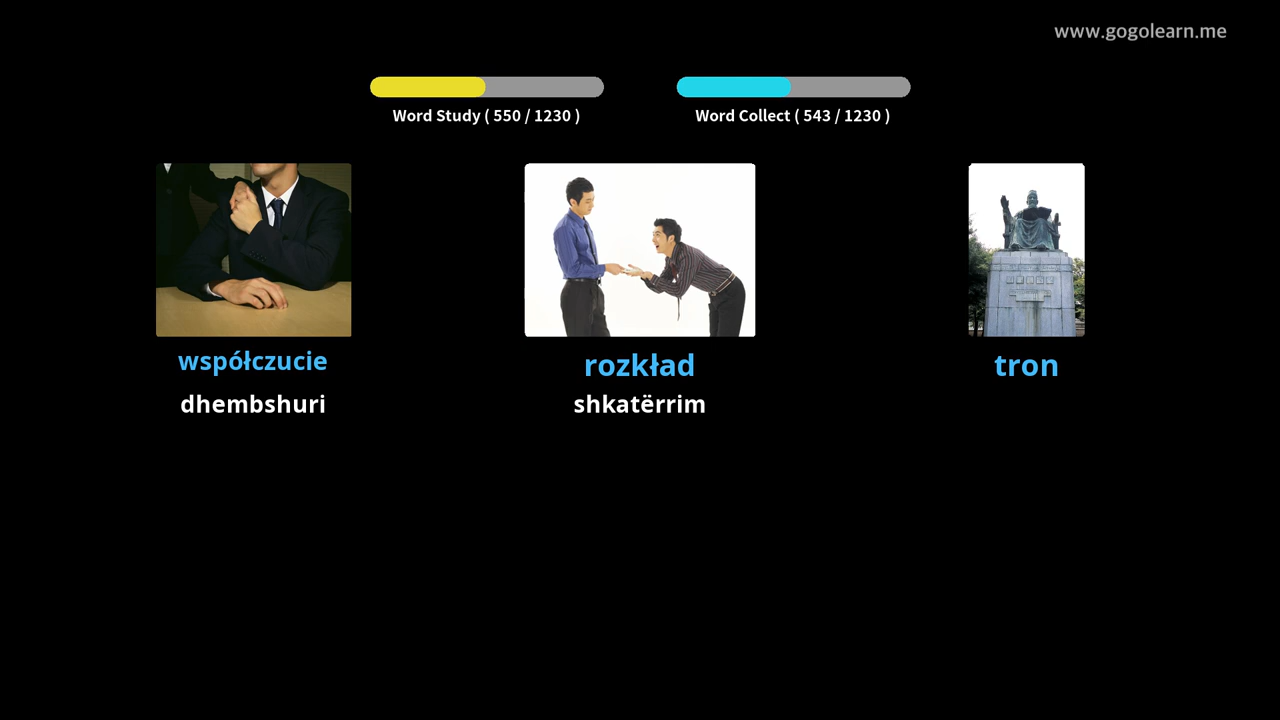 www.gogolearn.me
Word Study ( 550 / 1230 )
Word Collect ( 543 / 1230 )
współczucie
rozkład
tron
dhembshuri
shkatërrim